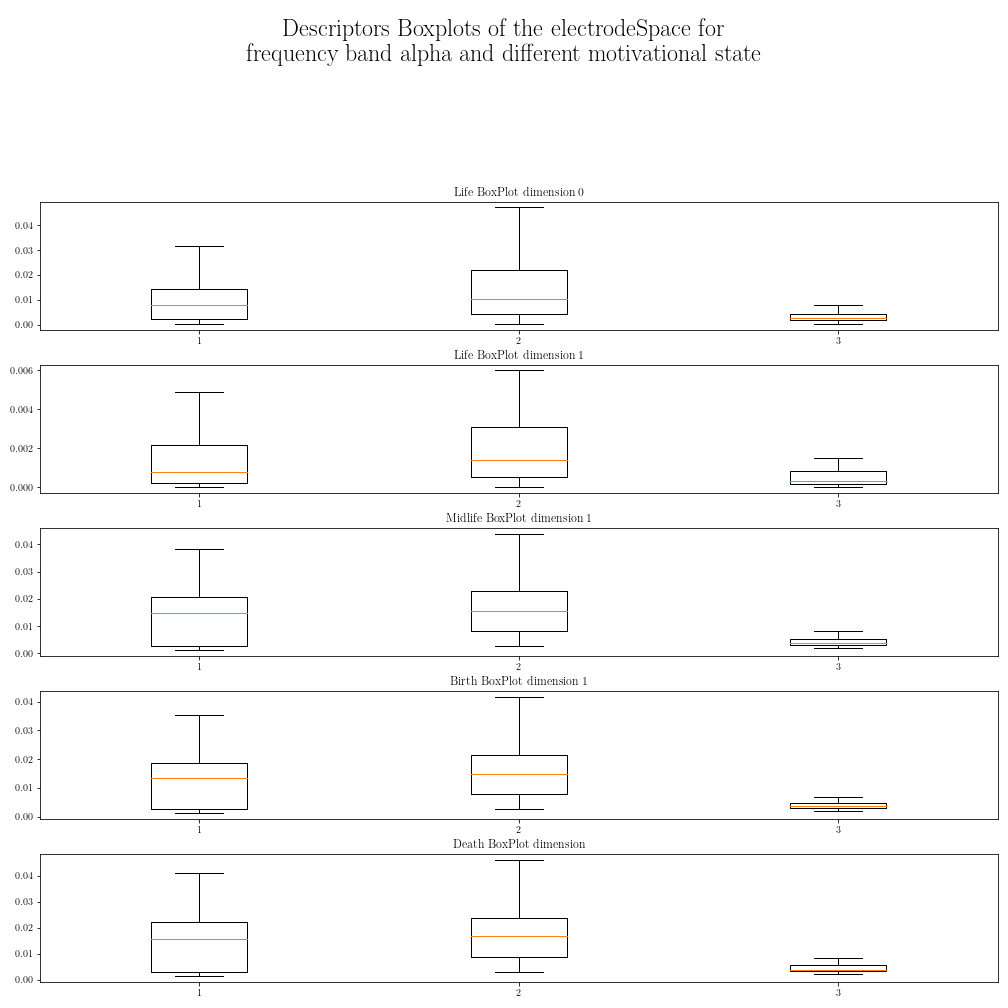 Descriptors Boxplots of the electrodeSpace for
frequency band alpha and different motivational state
Life BoxPlot dimension 0
0.04
0.03
0.02
0.01
0.00
1 2 3
Life BoxPlot dimension 1
0.006
0.004
0.002
0.000
1 2 3
Midlife BoxPlot dimension 1
0.04
0.03
0.02
0.01
0.00
1 2 3
Birth BoxPlot dimension 1
0.04
0.03
0.02
0.01
0.00
1 2 3
Death BoxPlot dimension
0.04
0.03
0.02
0.01
0.00
1 2 3